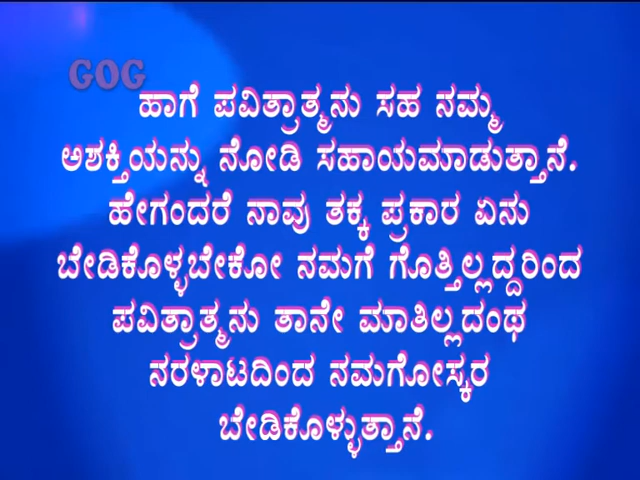 GOG
ಹಾಗೆ ಪವಿತ್ರಾತ್ಮನು ಸಹ ನಮ್ಮ
ಅಶಕ್ತಿಯನ್ನು ನೋಡಿ ಸಹಾಯಮಾಡುತ್ತಾನೆ.
ಹೇಗಂದರೆ ನಾವು ತಕ್ಕ ಪ್ರಕಾರ ಏನು
ಬೇಡಿಕೊಳ್ಳಬೇಕೋ ನಮಗೆ ಗೊತ್ತಿಲ್ಲದ್ದರಿಂದ
ಪವಿತ್ರಾತ್ಮನು ತಾನೇ ಮಾತಿಲ್ಲದಂಥ
ನರಳಾಟದಿಂದ ನಮಗೋಸ್ಕರ
ಬೇಡಿಕೊಳ್ಳುತ್ತಾನೆ.